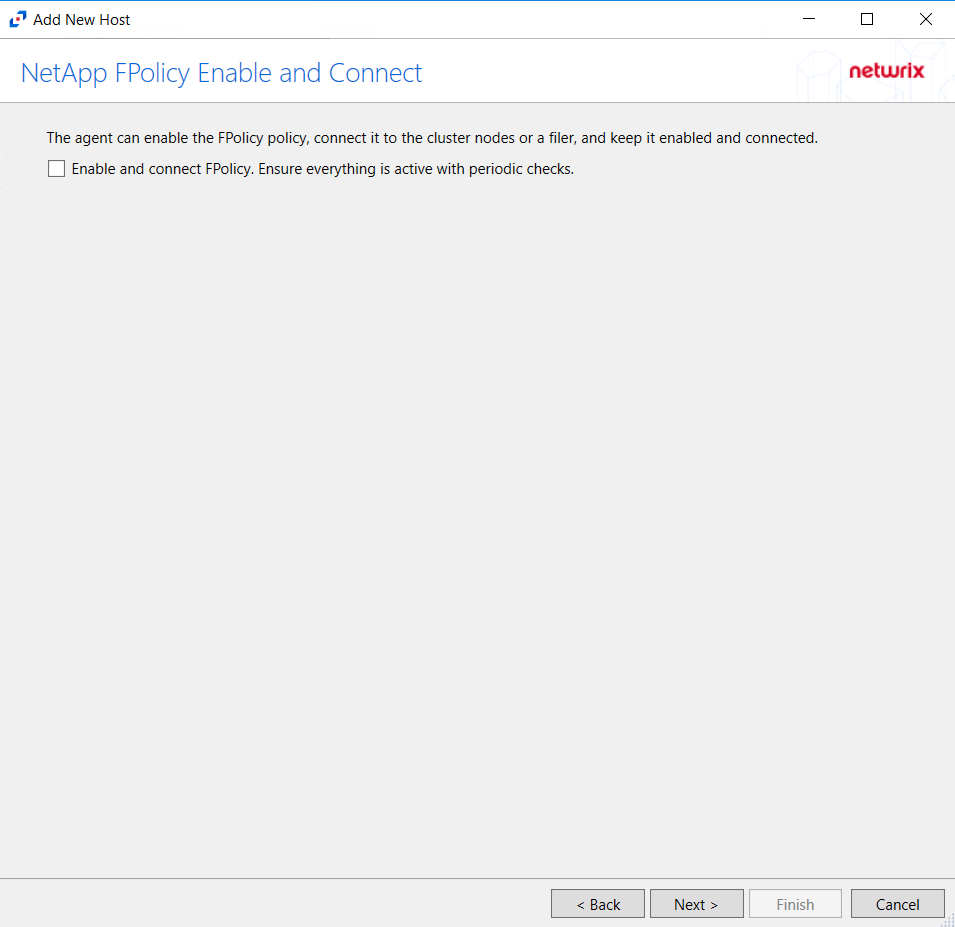 Add New Host
NetApp FPolicy Enable and Connect
netwrix
The agent can enable the FPolicy policy, connect it to the cluster nodes or a filer, and keep it enabled and connected.
Enable and connect FPolicy. Ensure everything is active with periodic checks.
< Back
Next >
Finish
Cancel